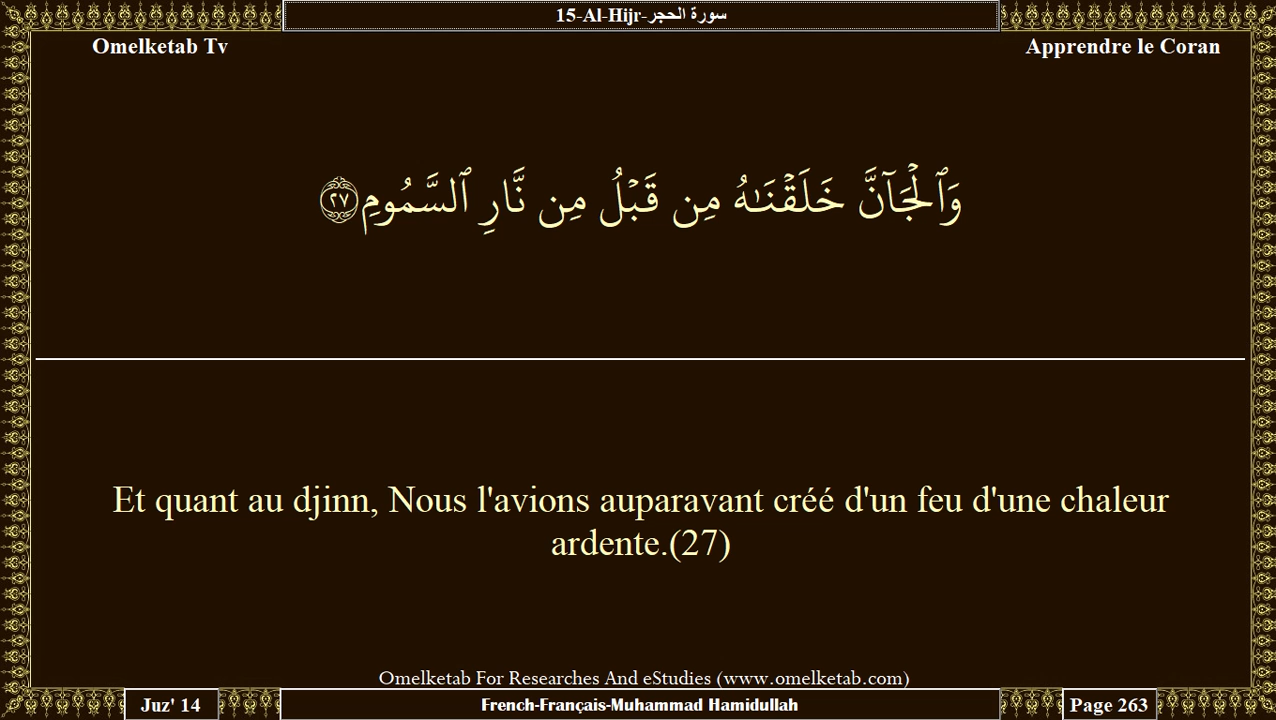 15-Al-Hijr-سورة الحجر
Omelketab Tv
Apprendre le Coran
وَٱلْجَآنَّ خَلَقْنَـٰهُ مِن قَبْلُ مِن نَّارِ ٱلسَّمُومِ ٢٧
Et quant au djinn, Nous l'avions auparavant créé d'un feu d'une chaleur
ardente.(27)
Omelketab For Researches And eStudies (www.omelketab.com)
Juz' 14
French-Français-Muhammad Hamidullah
Page 263